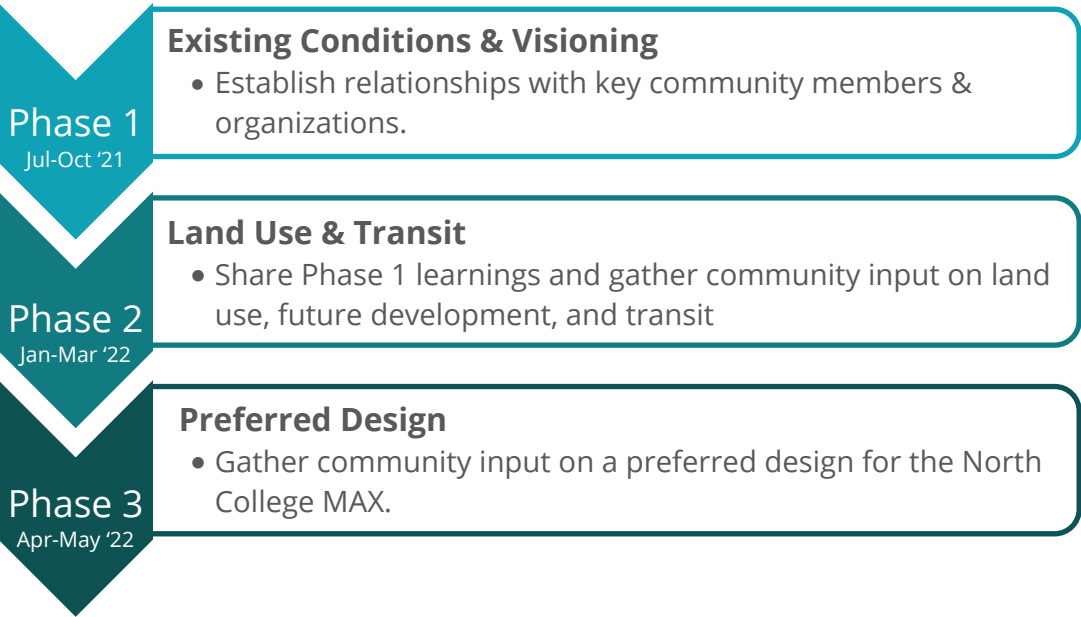 Existing Conditions & Visioning
• Establish relationships with key community members &
organizations.
Phase 1
Jul-Oct ‘21
Land Use & Transit
• Share Phase 1 learnings and gather community input on land
use, future development, and transit
Phase 2
Jan-Mar ‘22
Preferred Design
• Gather community input on a preferred design for the North
College MAX.
Phase 3
Apr-May ‘22